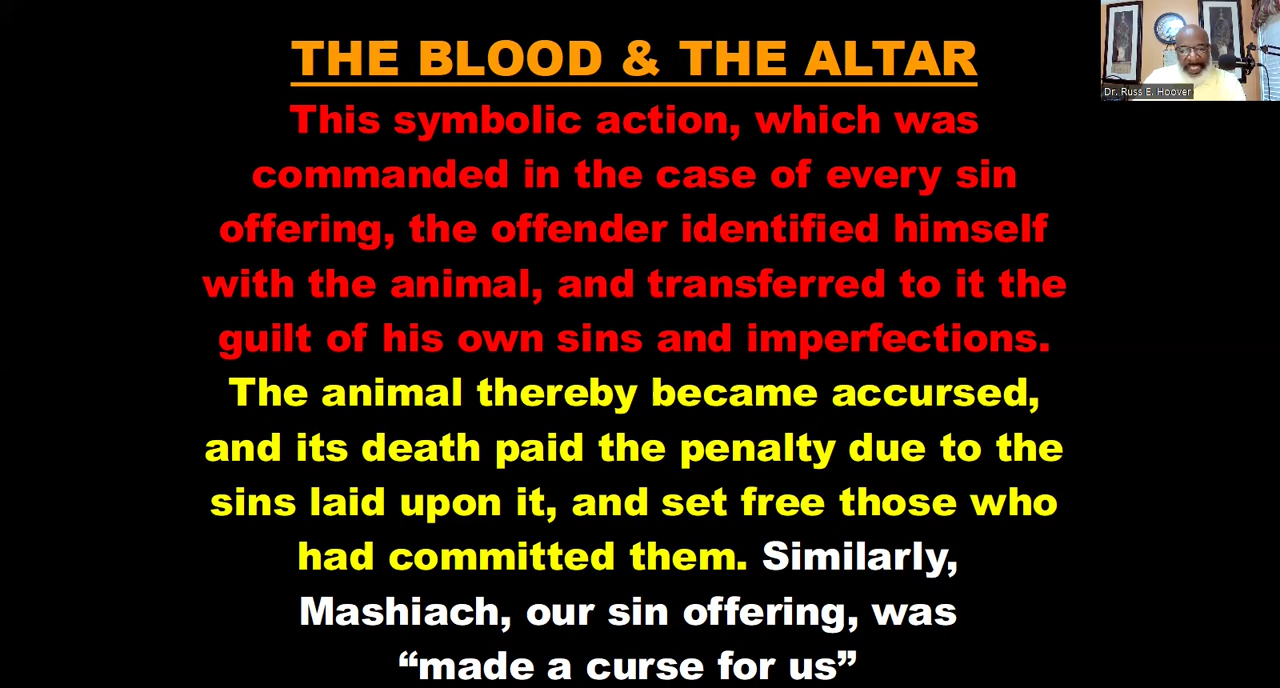 THE BLOOD & THE ALTAR
This symbolic action, which was
commanded in the case of every sin
offering, the offender identified himself
with the animal, and transferred to it the
guilt of his own sins and imperfections.
The animal thereby became accursed,
and its death paid the penalty due to the
sins laid upon it, and set free those who
had committed them. Similarly,
Mashiach, our sin offering, was
“made a curse for us”
Dr. Russ E. Hoover